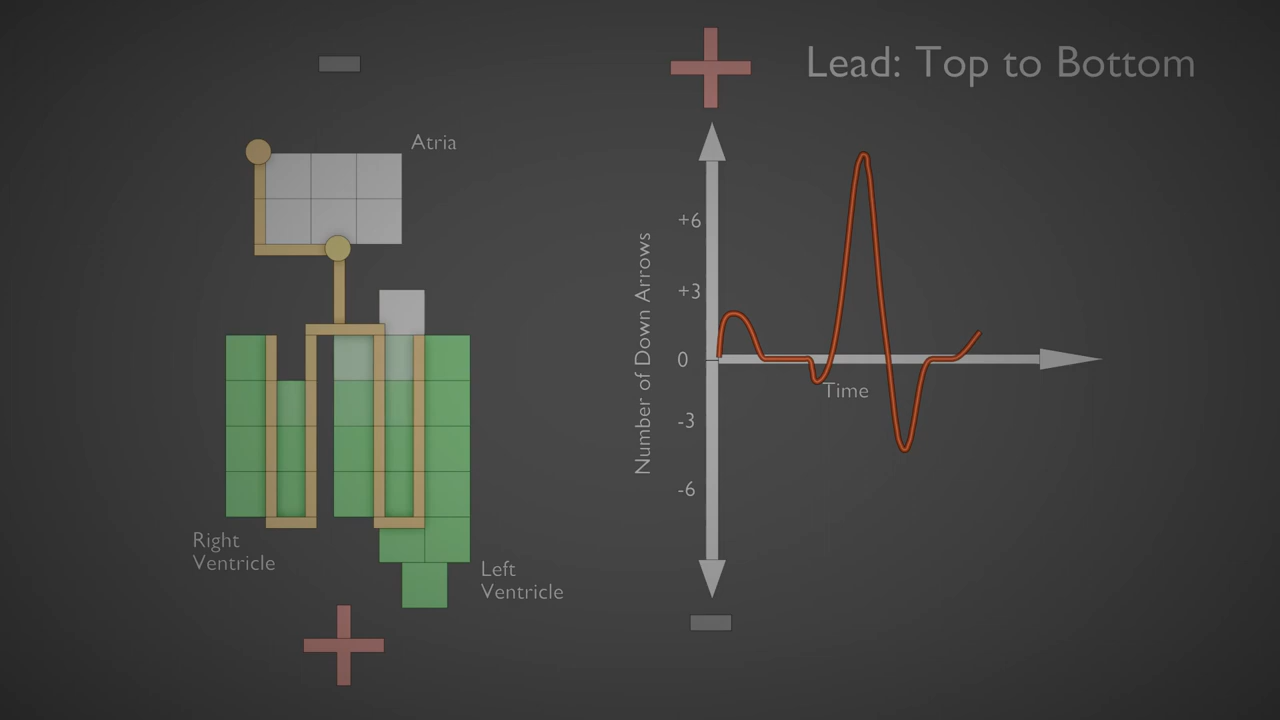 Lead: Top to Bottom
Atria
Right
Ventricle
Left
Ventricle
Number of Down Arrows
+6
+3
0
-3
-6
Time